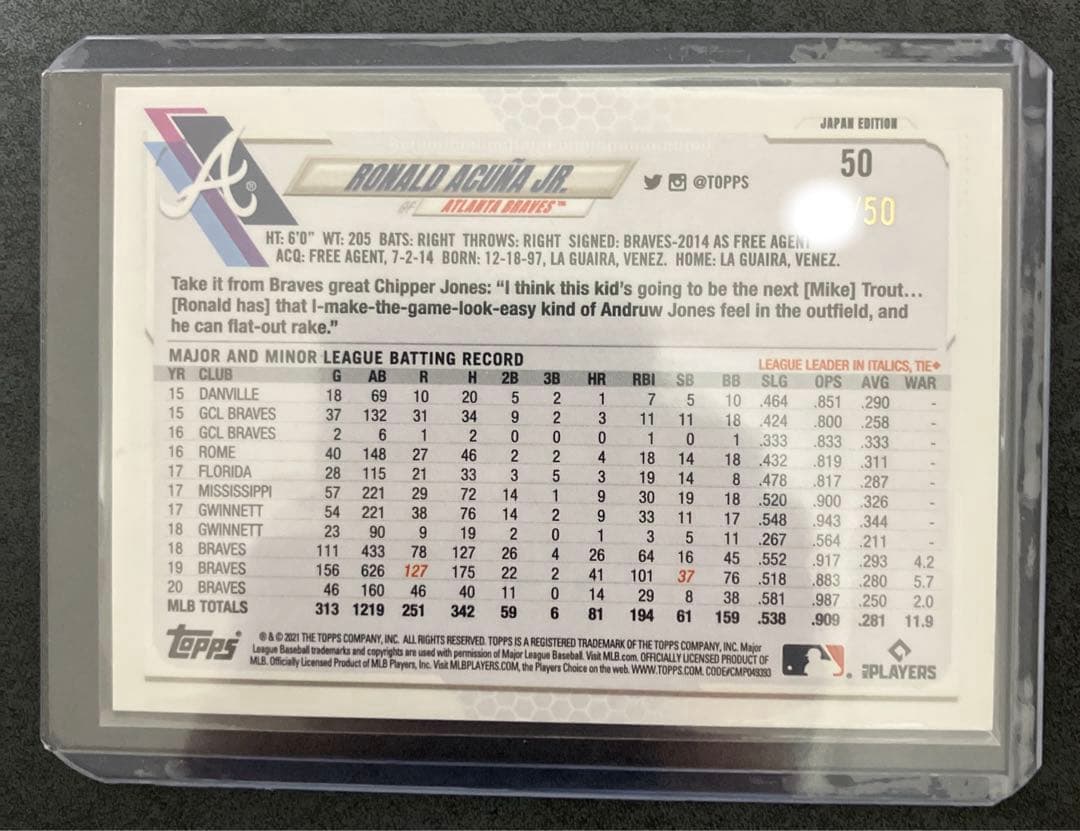 JAPAN EDITION
50
/50
A®
RONALD ACUÑA JR.
OF ATLANTA BRAVES™
@TOPPS
HT: 6'0" WT: 205 BATS: RIGHT THROWS: RIGHT SIGNED: BRAVES-2014 AS FREE AGENT
ACQ: FREE AGENT, 7-2-14 BORN: 12-18-97, LA GUAIRA, VENEZ. HOME: LA GUAIRA, VENEZ.
Take it from Braves great Chipper Jones: “I think this kid's going to be the next [Mike] Trout…
[Ronald has] that I-make-the-game-look-easy kind of Andruw Jones feel in the outfield, and
he can flat-out rake.”
MAJOR AND MINOR LEAGUE BATTING RECORD LEAGUE LEADER IN ITALICS, TIE◆
YR CLUB G AB R H 2B 3B HR RBI SB BB SLG OPS AVG WAR
15 DANVILLE 18 69 10 20 5 2 1 7 5 10 .464 .851 .290 -
15 GCL BRAVES 37 132 31 34 9 2 3 11 11 18 .424 .800 .258 -
16 GCL BRAVES 2 6 1 2 0 0 0 1 0 1 .333 .833 .333 -
16 ROME 40 148 27 46 2 2 4 18 14 18 .432 .819 .311 -
17 FLORIDA 28 115 21 33 3 5 3 19 14 8 .478 .817 .287 -
17 MISSISSIPPI 57 221 29 72 14 1 9 30 19 18 .520 .900 .326 -
17 GWINNETT 54 221 38 76 14 2 9 33 11 17 .548 .943 .344 -
18 GWINNETT 23 90 9 19 2 0 1 3 5 11 .267 .564 .211 -
18 BRAVES 111 433 78 127 26 4 26 64 16 45 .552 .917 .293 4.2
19 BRAVES 156 626 127 175 22 2 41 101 37 76 .518 .883 .280 5.7
20 BRAVES 46 160 46 40 11 0 14 29 8 38 .581 .987 .250 2.0
MLB TOTALS 313 1219 251 342 59 6 81 194 61 159 .538 .909 .281 11.9
Topps
® & © 2021 THE TOPPS COMPANY, INC. ALL RIGHTS RESERVED. TOPPS IS A REGISTERED TRADEMARK OF THE TOPPS COMPANY, INC. Major
League Baseball trademarks and copyrights are used with permission of Major League Baseball. Visit MLB.com. OFFICIALLY LICENSED PRODUCT OF
MLB. Officially Licensed Product of MLB Players, Inc. Visit MLBPLAYERS.COM, the Players Choice on the web. WWW.TOPPS.COM. CODE#CMP049393
MLB PLAYERS